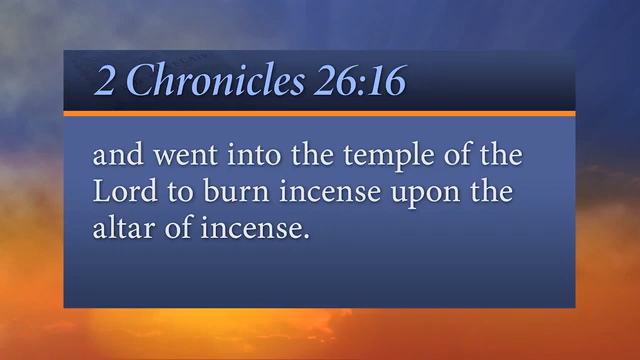 2 Chronicles 26:16
and went into the temple of the
Lord to burn incense upon the
altar of incense.